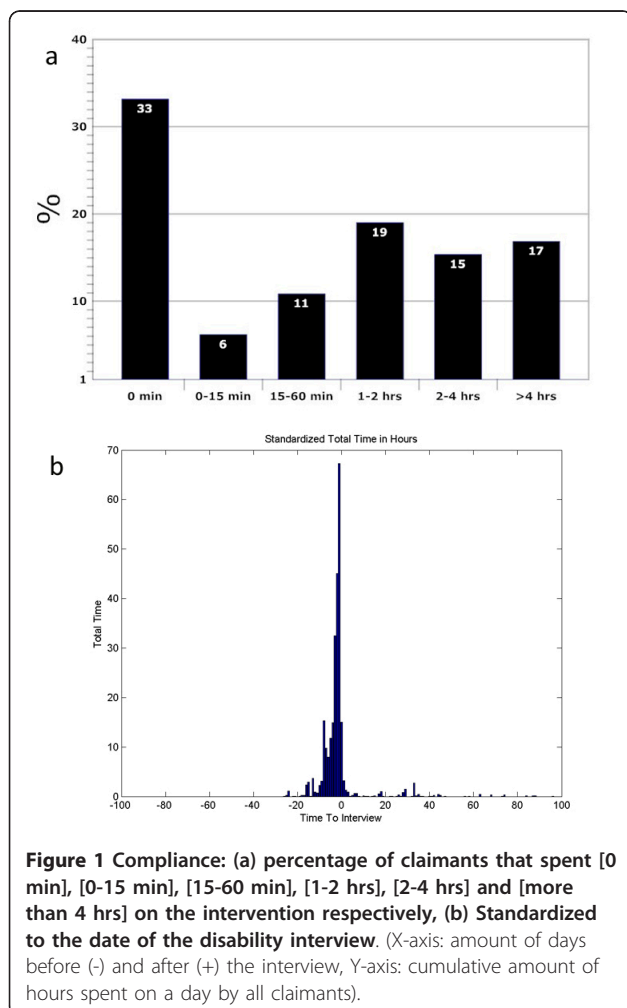 a
40
30
20
10
1
%
33
6
11
19
15
17
0 min 0-15 min 15-60 min 1-2 hrs 2-4 hrs >4 hrs
b
Standardized Total Time in Hours
70
60
50
40
30
20
10
0
Total Time
-100 -80 -60 -40 -20 0 20 40 60 80 100
Time To Interview
Figure 1 Compliance: (a) percentage of claimants that spent [0
min], [0-15 min], [15-60 min], [1-2 hrs], [2-4 hrs] and [more
than 4 hrs] on the intervention respectively, (b) Standardized
to the date of the disability interview. (X-axis: amount of days
before (-) and after (+) the interview, Y-axis: cumulative amount of
hours spent on a day by all claimants).